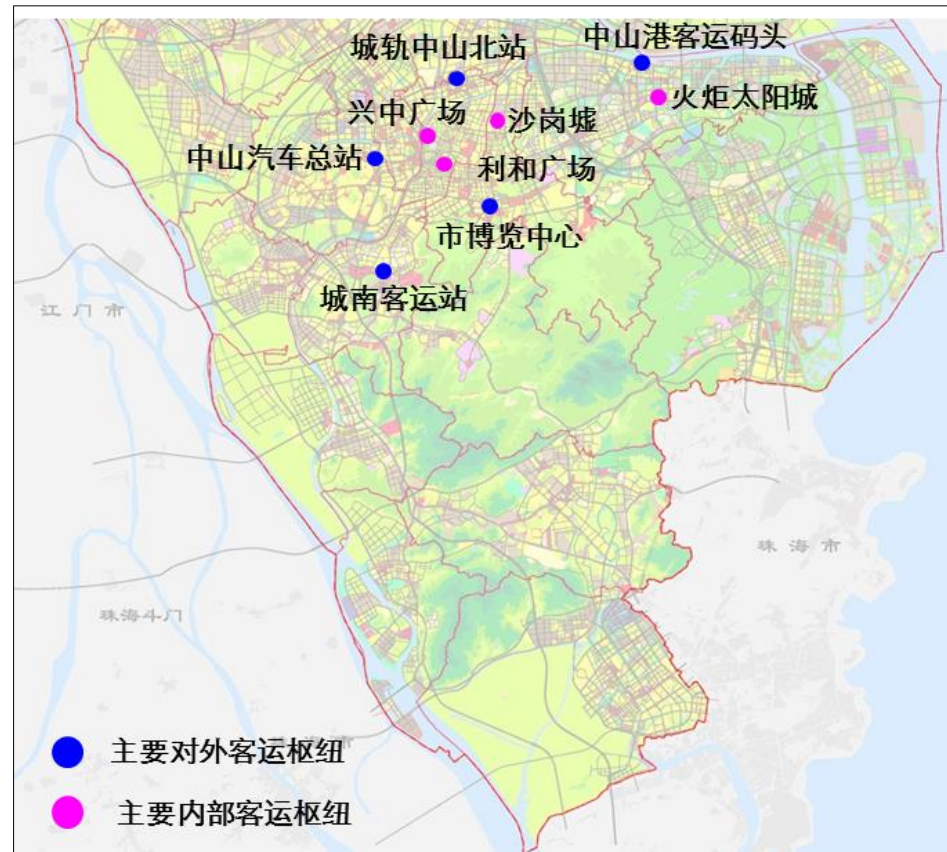 中山港客运码头
城轨中山北站
火炬太阳城
兴中广场
沙岗墟
中山汽车总站
利和广场
市博览中心
城南客运站
江门市
珠海市
珠海斗门
主要对外客运枢纽
主要内部客运枢纽